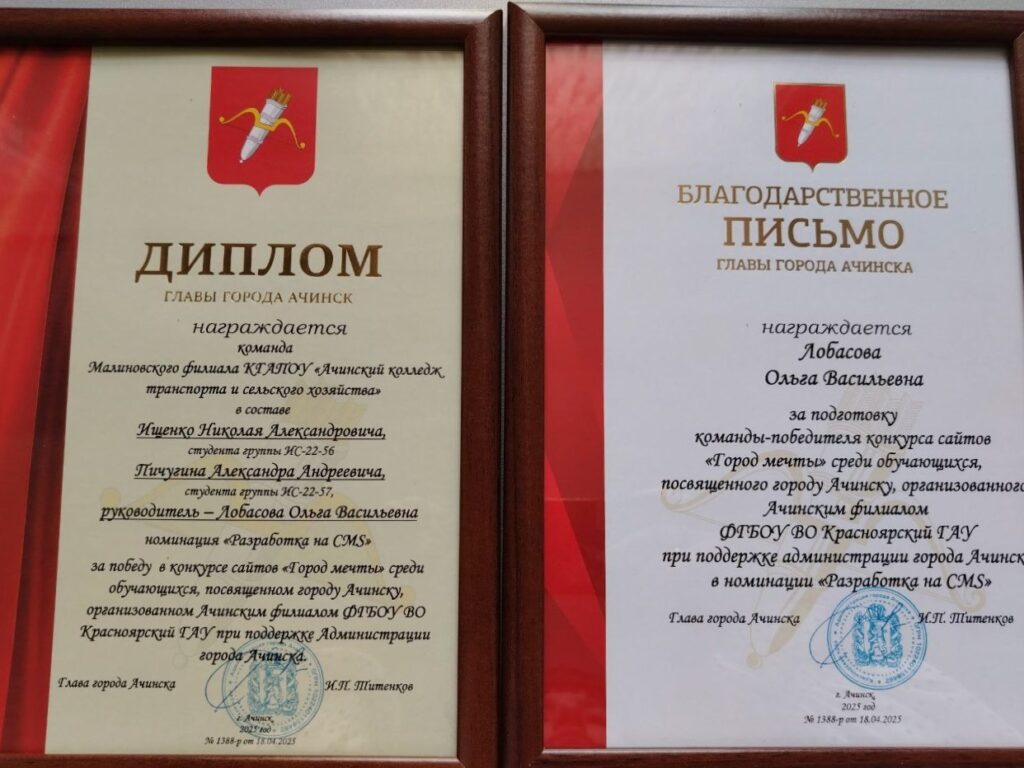 ДИПЛОМ
ГЛАВЫ ГОРОДА АЧИНСК
награждается
команда
Малиновского филиала КГАПОУ «Ачинский колледж
транспорта и сельского хозяйства»
в составе
Ищенко Николая Александровича,
студента группы ИС-22-56
Пичугина Александра Андреевича,
студента группы ИС-22-57,
руководитель – Лобасова Ольга Васильевна
номинация «Разработка на CMS»
за победу в конкурсе сайтов «Город мечты» среди
обучающихся, посвященном городу Ачинску,
организованном Ачинским филиалом ФГБОУ ВО
Красноярский ГАУ при поддержке Администрации
города Ачинска.
Глава города Ачинска И.П. Титенков
г. Ачинск,
2025 год
№ 1388-р от 18.04.2025
БЛАГОДАРСТВЕННОЕ
ПИСЬМО
ГЛАВЫ ГОРОДА АЧИНСКА
награждается
Лобасова
Ольга Васильевна
за подготовку
команды-победителя конкурса сайтов
«Город мечты» среди обучающихся,
посвященного городу Ачинску, организованного
Ачинским филиалом
ФГБОУ ВО Красноярский ГАУ
при поддержке администрации города Ачинск
в номинации «Разработка на CMS»
Глава города Ачинска И.П. Титенков
г. Ачинск,
2025 год
№ 1388-р от 18.04.2025